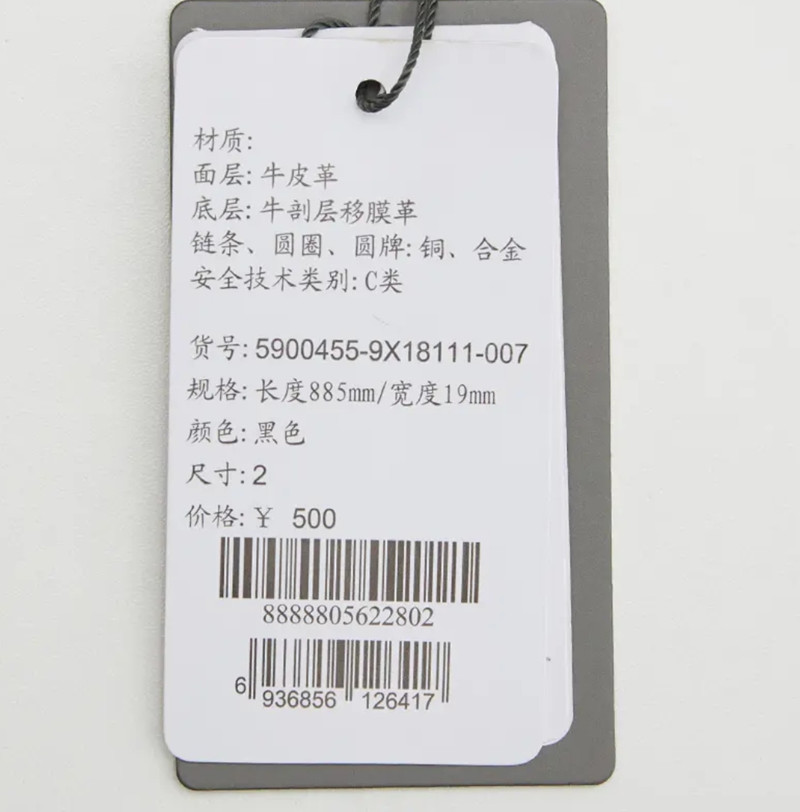 材质:
面层: 牛皮革
底层: 牛剖层移膜革
链条、圆圈、圆牌: 铜、合金
安全技术类别: C类
货号: 5900455-9X18111-007
规格: 长度885mm/宽度19mm
颜色: 黑色
尺寸: 2
价格: ¥ 500
8888805622802
6 936856 126417